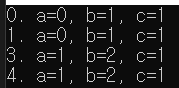 0. a=0, b=1, c=1
1. a=0, b=1, c=1
3. a=1, b=2, c=1
4. a=1, b=2, c=1